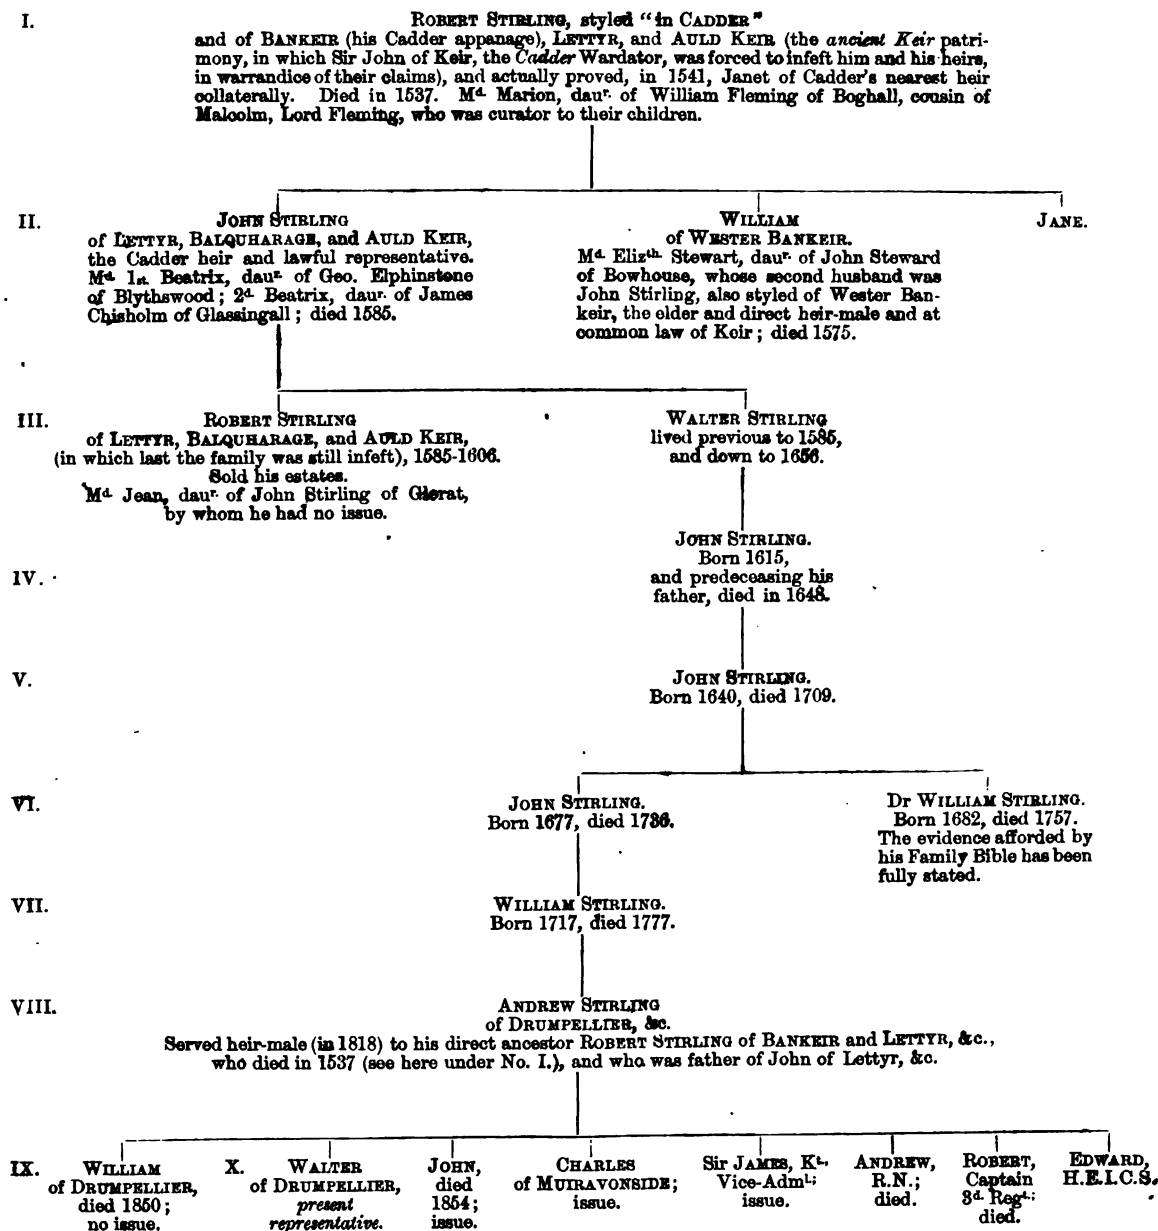 I.
ROBERT STIRLING, styled "in CADDER"
and of BANKEIR (his Cadder appanage), LETTYR, and AULD KEIR (the ancient Keir patri-
mony, in which Sir John of Keir, the Cadder Wardator, was forced to infeft him and his heirs,
in warrandice of their claims), and actually proved, in 1541, Janet of Cadder's nearest heir
collaterally. Died in 1537. Md. Marion, daur. of William Fleming of Boghall, cousin of
Malcolm, Lord Fleming, who was curator to their children.
II.
JOHN STIRLING
of LETTYR, BALQUHARAGE, and AULD KEIR,
the Cadder heir and lawful representative.
Md. 1st. Beatrix, daur. of Geo. Elphinstone
of Blythswood; 2d. Beatrix, daur. of James
Chisholm of Glassingall; died 1585.
WILLIAM
of WESTER BANKEIR.
Md. Elizth. Stewart, daur. of John Steward
of Bowhouse, whose second husband was
John Stirling, also styled of Wester Ban-
keir, the elder and direct heir-male and at
common law of Keir; died 1575.
JANE.
III.
ROBERT STIRLING
of LETTYR, BALQUHARAGE, and AULD KEIR,
(in which last the family was still infeft), 1585-1606.
Sold his estates.
Md. Jean, daur. of John Stirling of Glorat,
by whom he had no issue.
WALTER STIRLING
lived previous to 1585,
and down to 1656.
IV.
JOHN STIRLING.
Born 1615,
and predeceasing his
father, died in 1648.
V.
JOHN STIRLING.
Born 1640, died 1709.
VI.
JOHN STIRLING.
Born 1677, died 1736.
Dr WILLIAM STIRLING.
Born 1682, died 1757.
The evidence afforded by
his Family Bible has been
fully stated.
VII.
WILLIAM STIRLING.
Born 1717, died 1777.
VIII.
ANDREW STIRLING
of DRUMPELLIER, &c.
Served heir-male (in 1818) to his direct ancestor ROBERT STIRLING of BANKEIR and LETTYR, &c.,
who died in 1537 (see here under No. I.), and who was father of John of Lettyr, &c.
IX.
WILLIAM
of DRUMPELLIER,
died 1850;
no issue.
X.
WALTER
of DRUMPELLIER,
present
representative.
JOHN,
died
1854;
issue.
CHARLES
of MUIRAVONSIDE;
issue.
Sir JAMES, Kt.,
Vice-Adml.;
issue.
ANDREW,
R.N.;
died.
ROBERT,
Captain
3d. Regt.;
died.
EDWARD,
H.E.I.C.S.